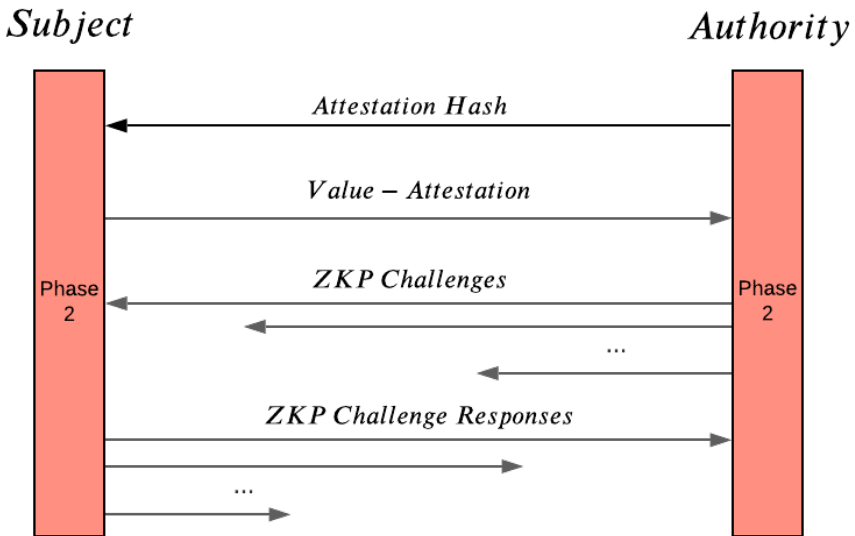 Subject
Authority
Attestation Hash
Value – Attestation
ZKP Challenges
Phase
2
Phase
2
...
ZKP Challenge Responses
...